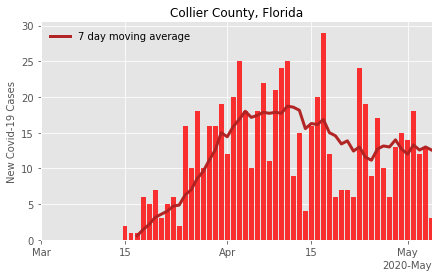 Collier County, Florida
7 day moving average
New Covid-19 Cases
30
25
20
15
10
5
0
Mar 15 Apr 15 May
2020-May